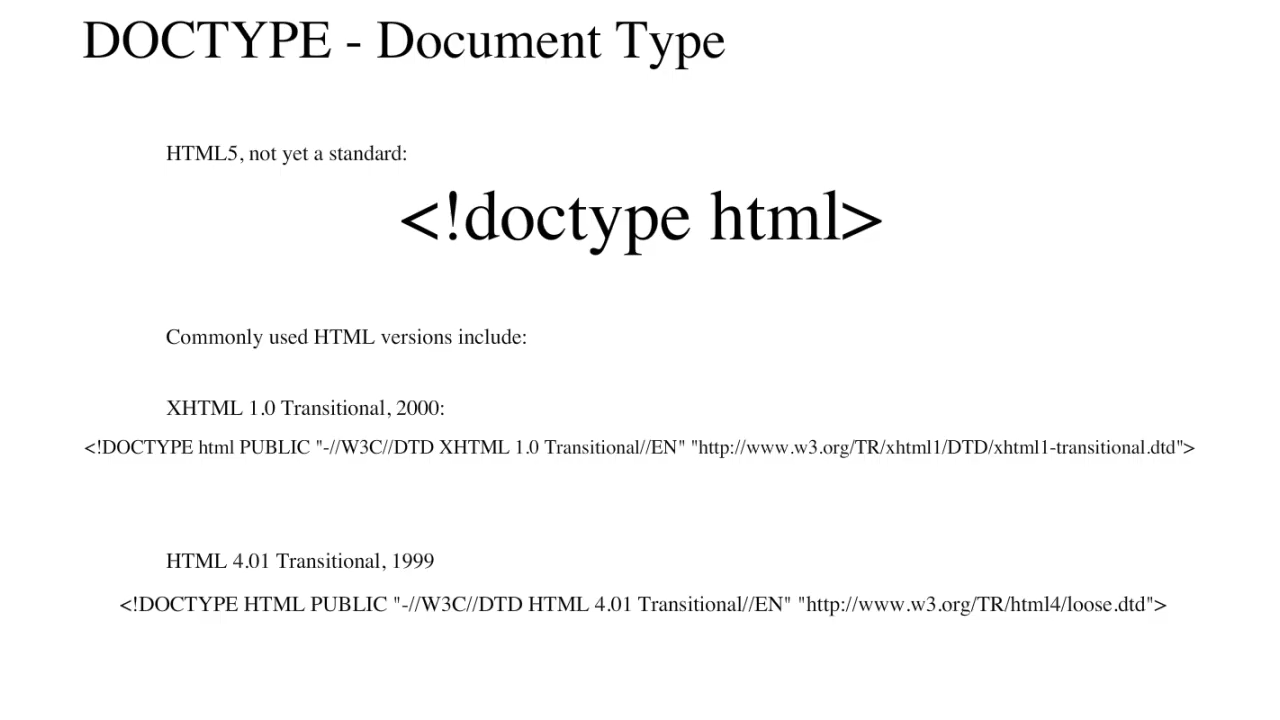 DOCTYPE - Document Type
HTML5, not yet a standard:
<!doctype html>
Commonly used HTML versions include:
XHTML 1.0 Transitional, 2000:
<!DOCTYPE html PUBLIC "-//W3C//DTD XHTML 1.0 Transitional//EN" "http://www.w3.org/TR/xhtml1/DTD/xhtml1-transitional.dtd">
HTML 4.01 Transitional, 1999
<!DOCTYPE HTML PUBLIC "-//W3C//DTD HTML 4.01 Transitional//EN" "http://www.w3.org/TR/html4/loose.dtd">